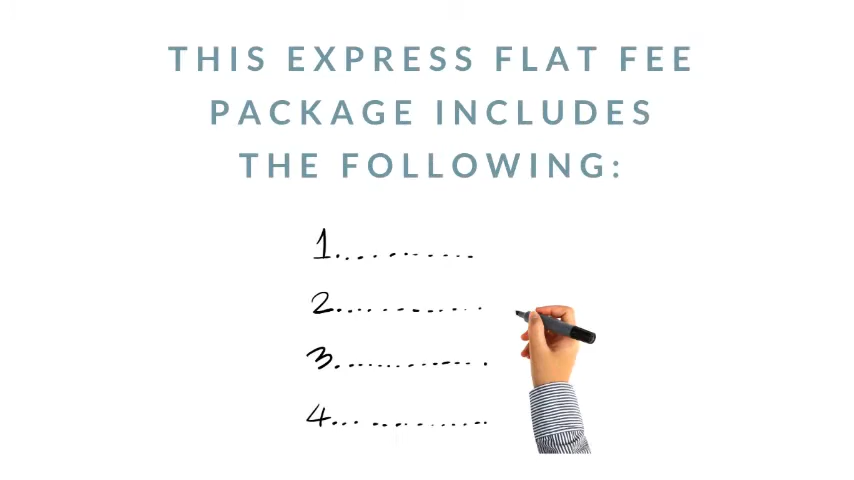 THIS EXPRESS FLAT FEE
PACKAGE INCLUDES
THE FOLLOWING:
1...........
2...........
3...........
4...........